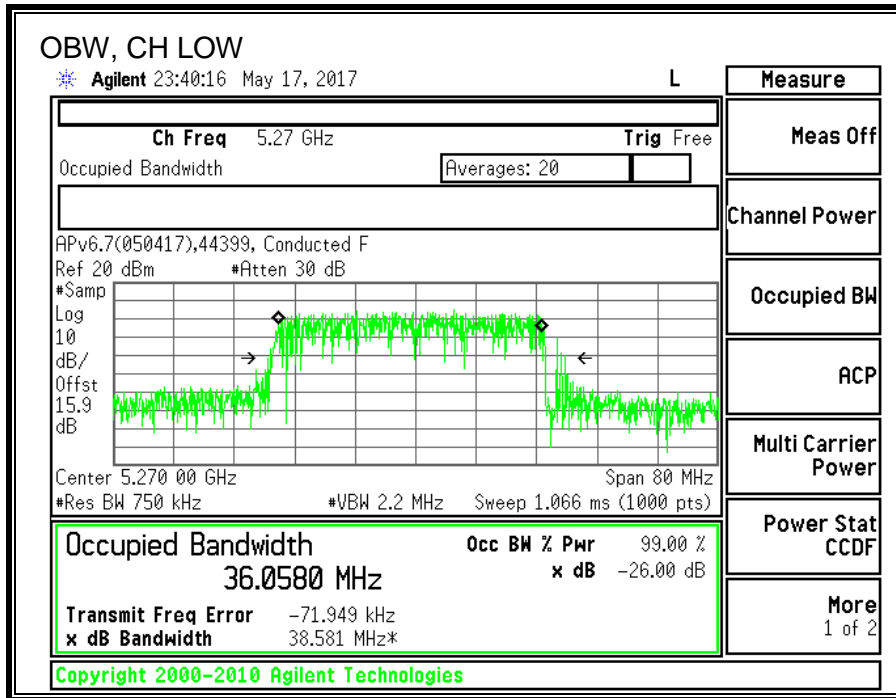 OBW, CH LOW
Agilent 23:40:16 May 17, 2017 L
Measure
Ch Freq 5.27 GHz Trig Free
Meas Off
Occupied Bandwidth Averages: 20
Channel Power
APv6.7(050417),44399, Conducted F
Ref 20 dBm #Atten 30 dB
#Samp
Log
10
dB/
Offst
15.9
dB
Occupied BW
ACP
Center 5.270 00 GHz Span 80 MHz
#Res BW 750 kHz #VBW 2.2 MHz Sweep 1.066 ms (1000 pts)
Multi Carrier
Power
Occupied Bandwidth Occ BW % Pwr 99.00 %
36.0580 MHz x dB -26.00 dB
Power Stat
CCDF
Transmit Freq Error -71.949 kHz
x dB Bandwidth 38.581 MHz*
More
1 of 2
Copyright 2000-2010 Agilent Technologies